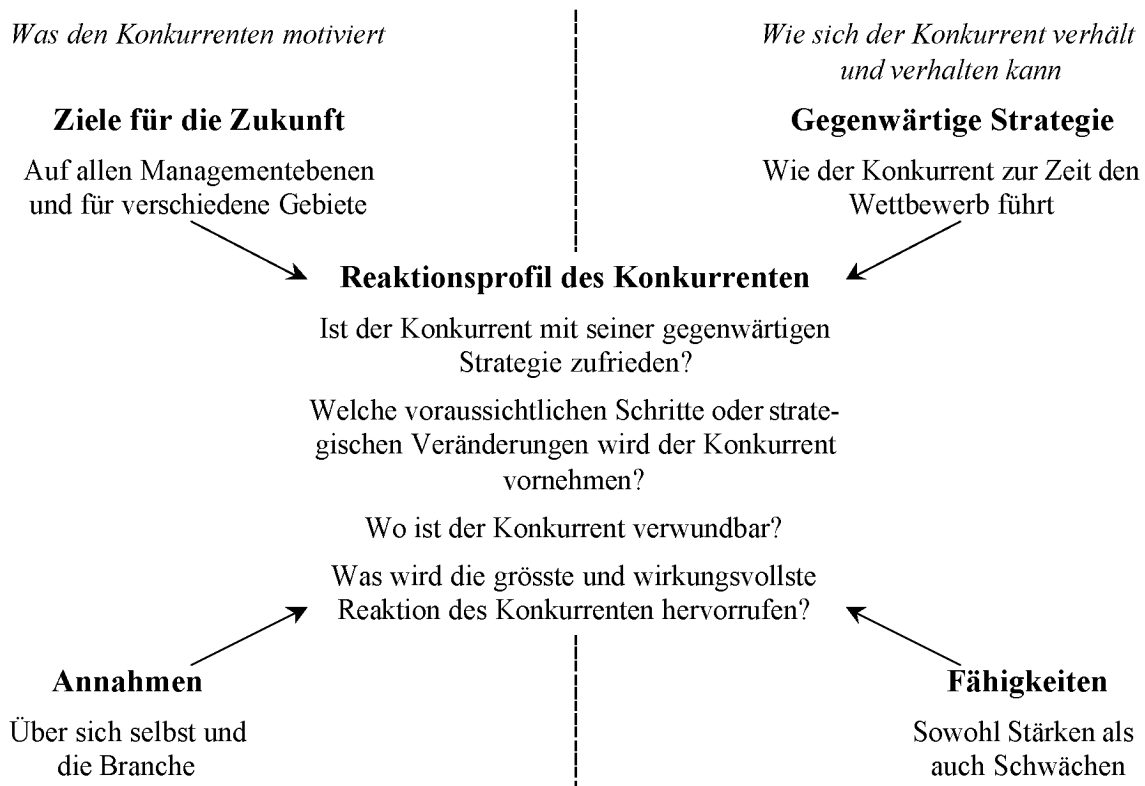 Was den Konkurrenten motiviert
Wie sich der Konkurrent verhält
und verhalten kann
Ziele für die Zukunft
Auf allen Managementebenen
und für verschiedene Gebiete
Gegenwärtige Strategie
Wie der Konkurrent zur Zeit den
Wettbewerb führt
Reaktionsprofil des Konkurrenten
Ist der Konkurrent mit seiner gegenwärtigen
Strategie zufrieden?
Welche voraussichtlichen Schritte oder strate-
gischen Veränderungen wird der Konkurrent
vornehmen?
Wo ist der Konkurrent verwundbar?
Was wird die grösste und wirkungsvollste
Reaktion des Konkurrenten hervorrufen?
Annahmen
Über sich selbst und
die Branche
Fähigkeiten
Sowohl Stärken als
auch Schwächen